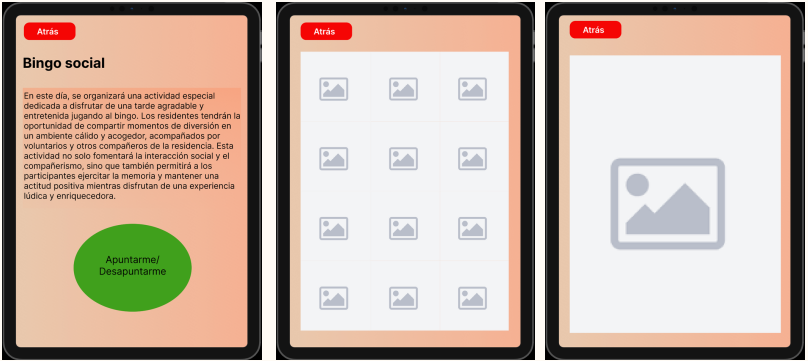 Atrás
Bingo social
En este día, se organizará una actividad especial
dedicada a disfrutar de una tarde agradable y
entretenida jugando al bingo. Los residentes tendrán la
oportunidad de compartir momentos de diversión en
un ambiente cálido y acogedor, acompañados por
voluntarios y otros compañeros de la residencia. Esta
actividad no solo fomentará la interacción social y el
compañerismo, sino que también permitirá a los
participantes ejercitar la memoria y mantener una
actitud positiva mientras disfrutan de una experiencia
lúdica y enriquecedora.
Apuntarme/
Desapuntarme
Atrás
Atrás